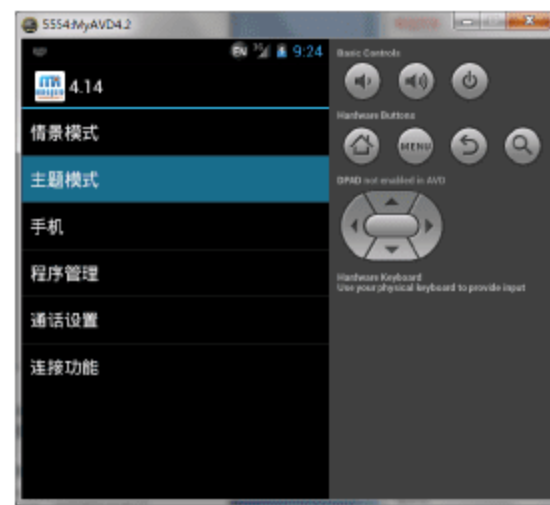 5554:MyAVD4.2
EN 3G 9:24
4.14
情景模式
主题模式
手机
程序管理
通话设置
连接功能
Basic Controls
Hardware Buttons
MENU
DPAD not enabled in AVD
Hardware Keyboard
Use your physical keyboard to provide input